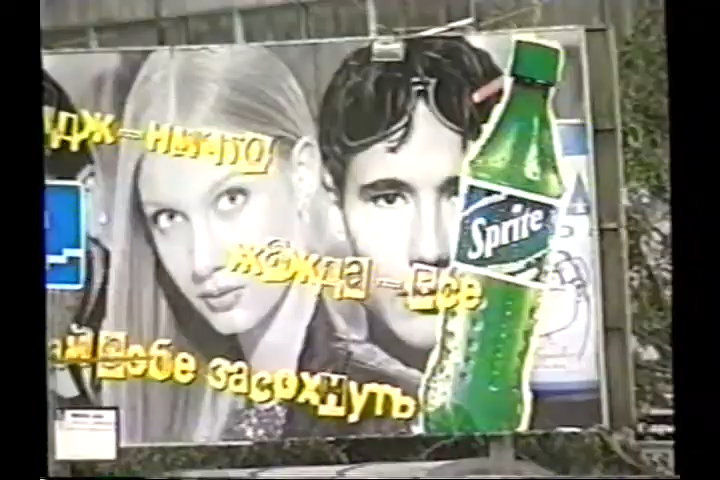 дж – ничто
Sprite
жажда – все
ай себе засохнуть